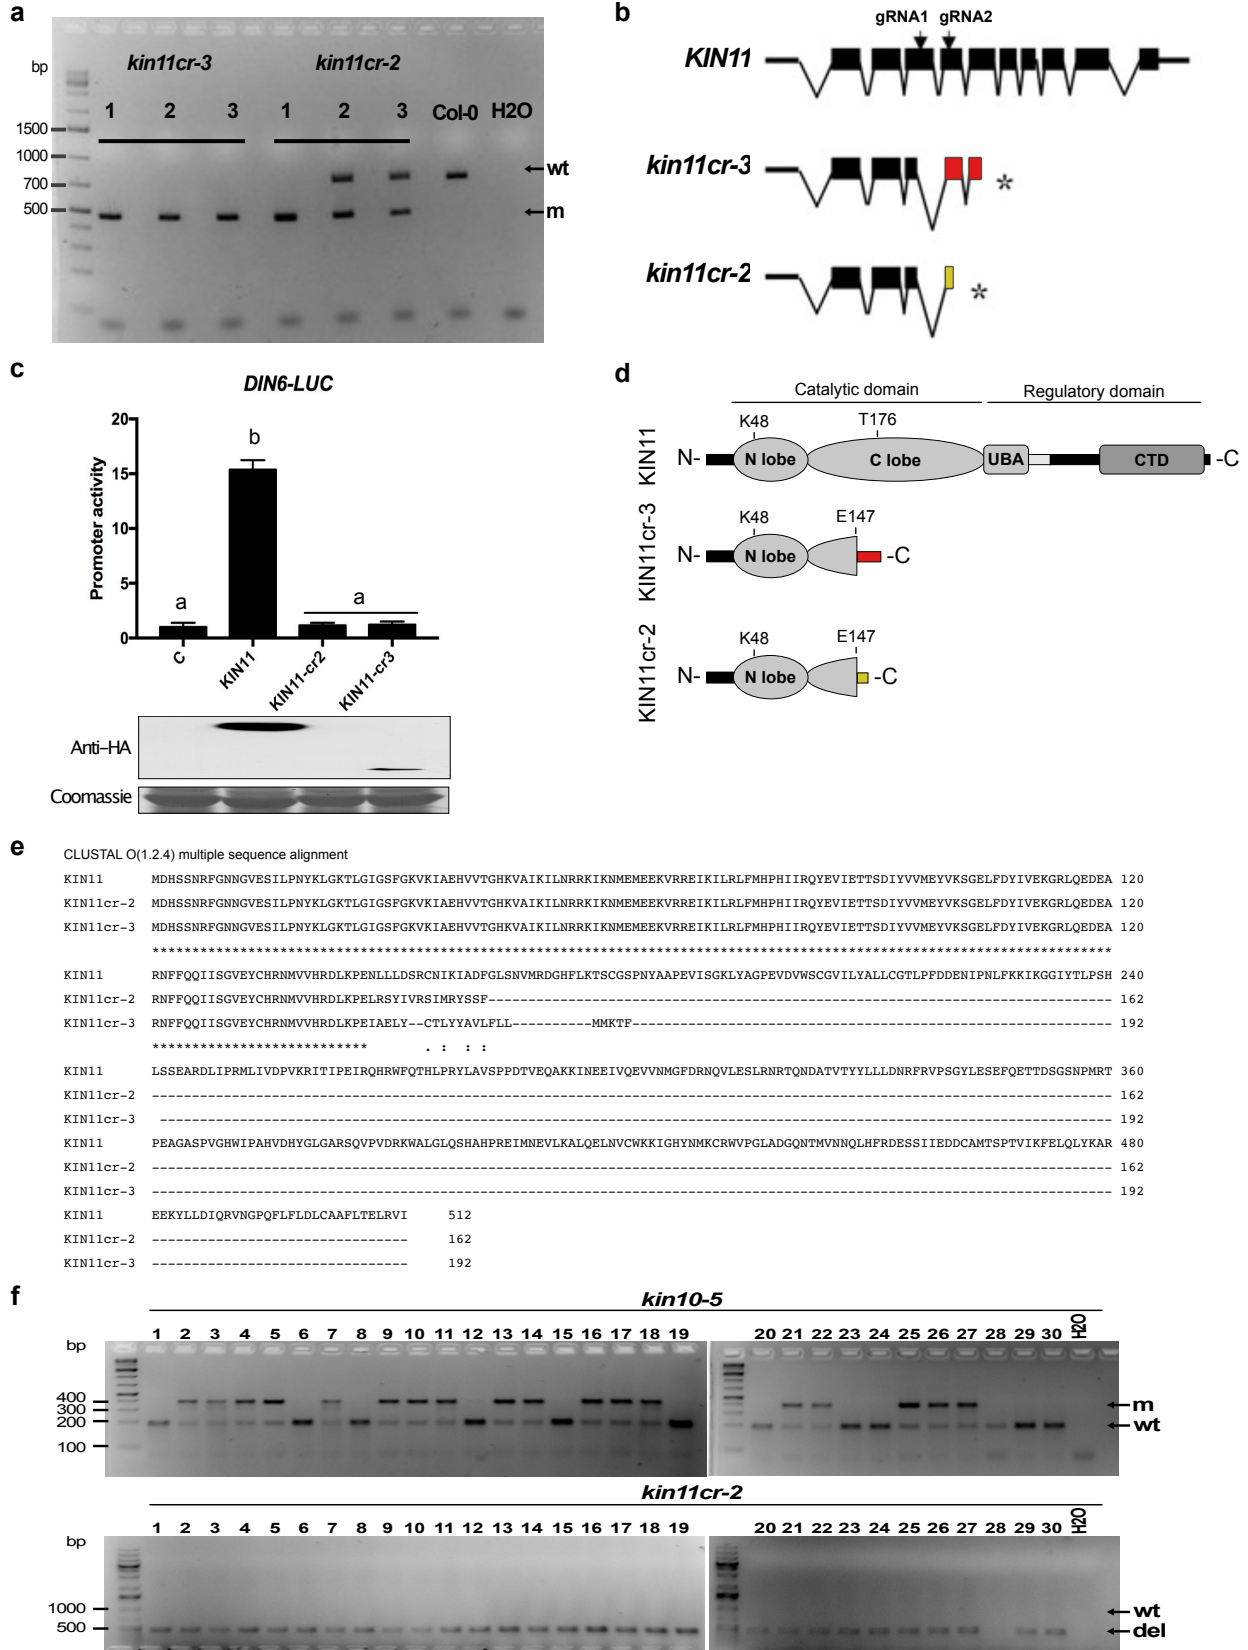 a
bp
kin11cr-3
kin11cr-2
1 2 3 1 2 3 Col-0 H2O
1500
1000
700
500
wt
m
b
gRNA1 gRNA2
KIN11
kin11cr-3
*
kin11cr-2
*
c
DIN6-LUC
Promoter activity
20
15
10
5
0
a
b
a
C
KIN11
KIN11-cr2
KIN11-cr3
Anti-HA
Coomassie
d
Catalytic domain Regulatory domain
KIN11
K48 T176
N- N lobe C lobe UBA CTD -C
KIN11cr-3
K48 E147
N- N lobe -C
KIN11cr-2
K48 E147
N- N lobe -C
e
CLUSTAL O(1.2.4) multiple sequence alignment
KIN11 MDHSSNRFGNNGVESILPNYKLGKTLGIGSFGKVKIAEHVVTGHKVAIKILNRRKIKNMEMEEKVRREIKILRLFMHPHIIRQYEVIETTSDIYVVMEYVKSGELFDYIVEKGRLQEDEA 120
KIN11cr-2 MDHSSNRFGNNGVESILPNYKLGKTLGIGSFGKVKIAEHVVTGHKVAIKILNRRKIKNMEMEEKVRREIKILRLFMHPHIIRQYEVIETTSDIYVVMEYVKSGELFDYIVEKGRLQEDEA 120
KIN11cr-3 MDHSSNRFGNNGVESILPNYKLGKTLGIGSFGKVKIAEHVVTGHKVAIKILNRRKIKNMEMEEKVRREIKILRLFMHPHIIRQYEVIETTSDIYVVMEYVKSGELFDYIVEKGRLQEDEA 120
************************************************************************************************************************
KIN11 RNFFQQIISGVEYCHRNMVVHRDLKPENLLLDSRCNIKIADFGLSNVMRDGHFLKTSCGSPNYAAPEVISGKLYAGPEVDVWSCGVILYALLCGTLPFDDENIPNLFKKIKGGIYTLPSH 240
KIN11cr-2 RNFFQQIISGVEYCHRNMVVHRDLKPELRSYIVRSIMRYSSF------------------------------------------------------------------------------ 162
KIN11cr-3 RNFFQQIISGVEYCHRNMVVHRDLKPEIAELY--CTLYYAVLFLL----------MMKTF------------------------------------------------------------ 192
*************************** . : : :
KIN11 LSSEARDLIPRMLIVDPVKRITIPEIRQHRWFQTHLPRYLAVSPPDTVEQAKKINEEIVQEVVNMGFDRNQVLESLRNRTQNDATVTYYLLLDNRFRVPSGYLESEFQETTDSGSNPMRT 360
KIN11cr-2 ------------------------------------------------------------------------------------------------------------------------ 162
KIN11cr-3 ----------------------------------------------------------------------------------------------------------------------- 192
KIN11 PEAGASPVGHWIPAHVDHYGLGARSQVPVDRKWALGLQSHAHPREIMNEVLKALQELNVCWKKIGHYNMKCRWVPGLADGQNTMVNNQLHFRDESSIIEDDCAMTSPTVIKFELQLYKAR 480
KIN11cr-2 ------------------------------------------------------------------------------------------------------------------------ 162
KIN11cr-3 ------------------------------------------------------------------------------------------------------------------------ 192
KIN11 EEKYLLDIQRVNGPQFLFLDLCAAFLTELRVI 512
KIN11cr-2 -------------------------------- 162
KIN11cr-3 -------------------------------- 192
f
kin10-5
1 2 3 4 5 6 7 8 9 10 11 12 13 14 15 16 17 18 19 20 21 22 23 24 25 26 27 28 29 30 H2O
bp
400
300
200
100
m
wt
kin11cr-2
1 2 3 4 5 6 7 8 9 10 11 12 13 14 15 16 17 18 19 20 21 22 23 24 25 26 27 28 29 30 H2O
bp
1000
500
wt
del